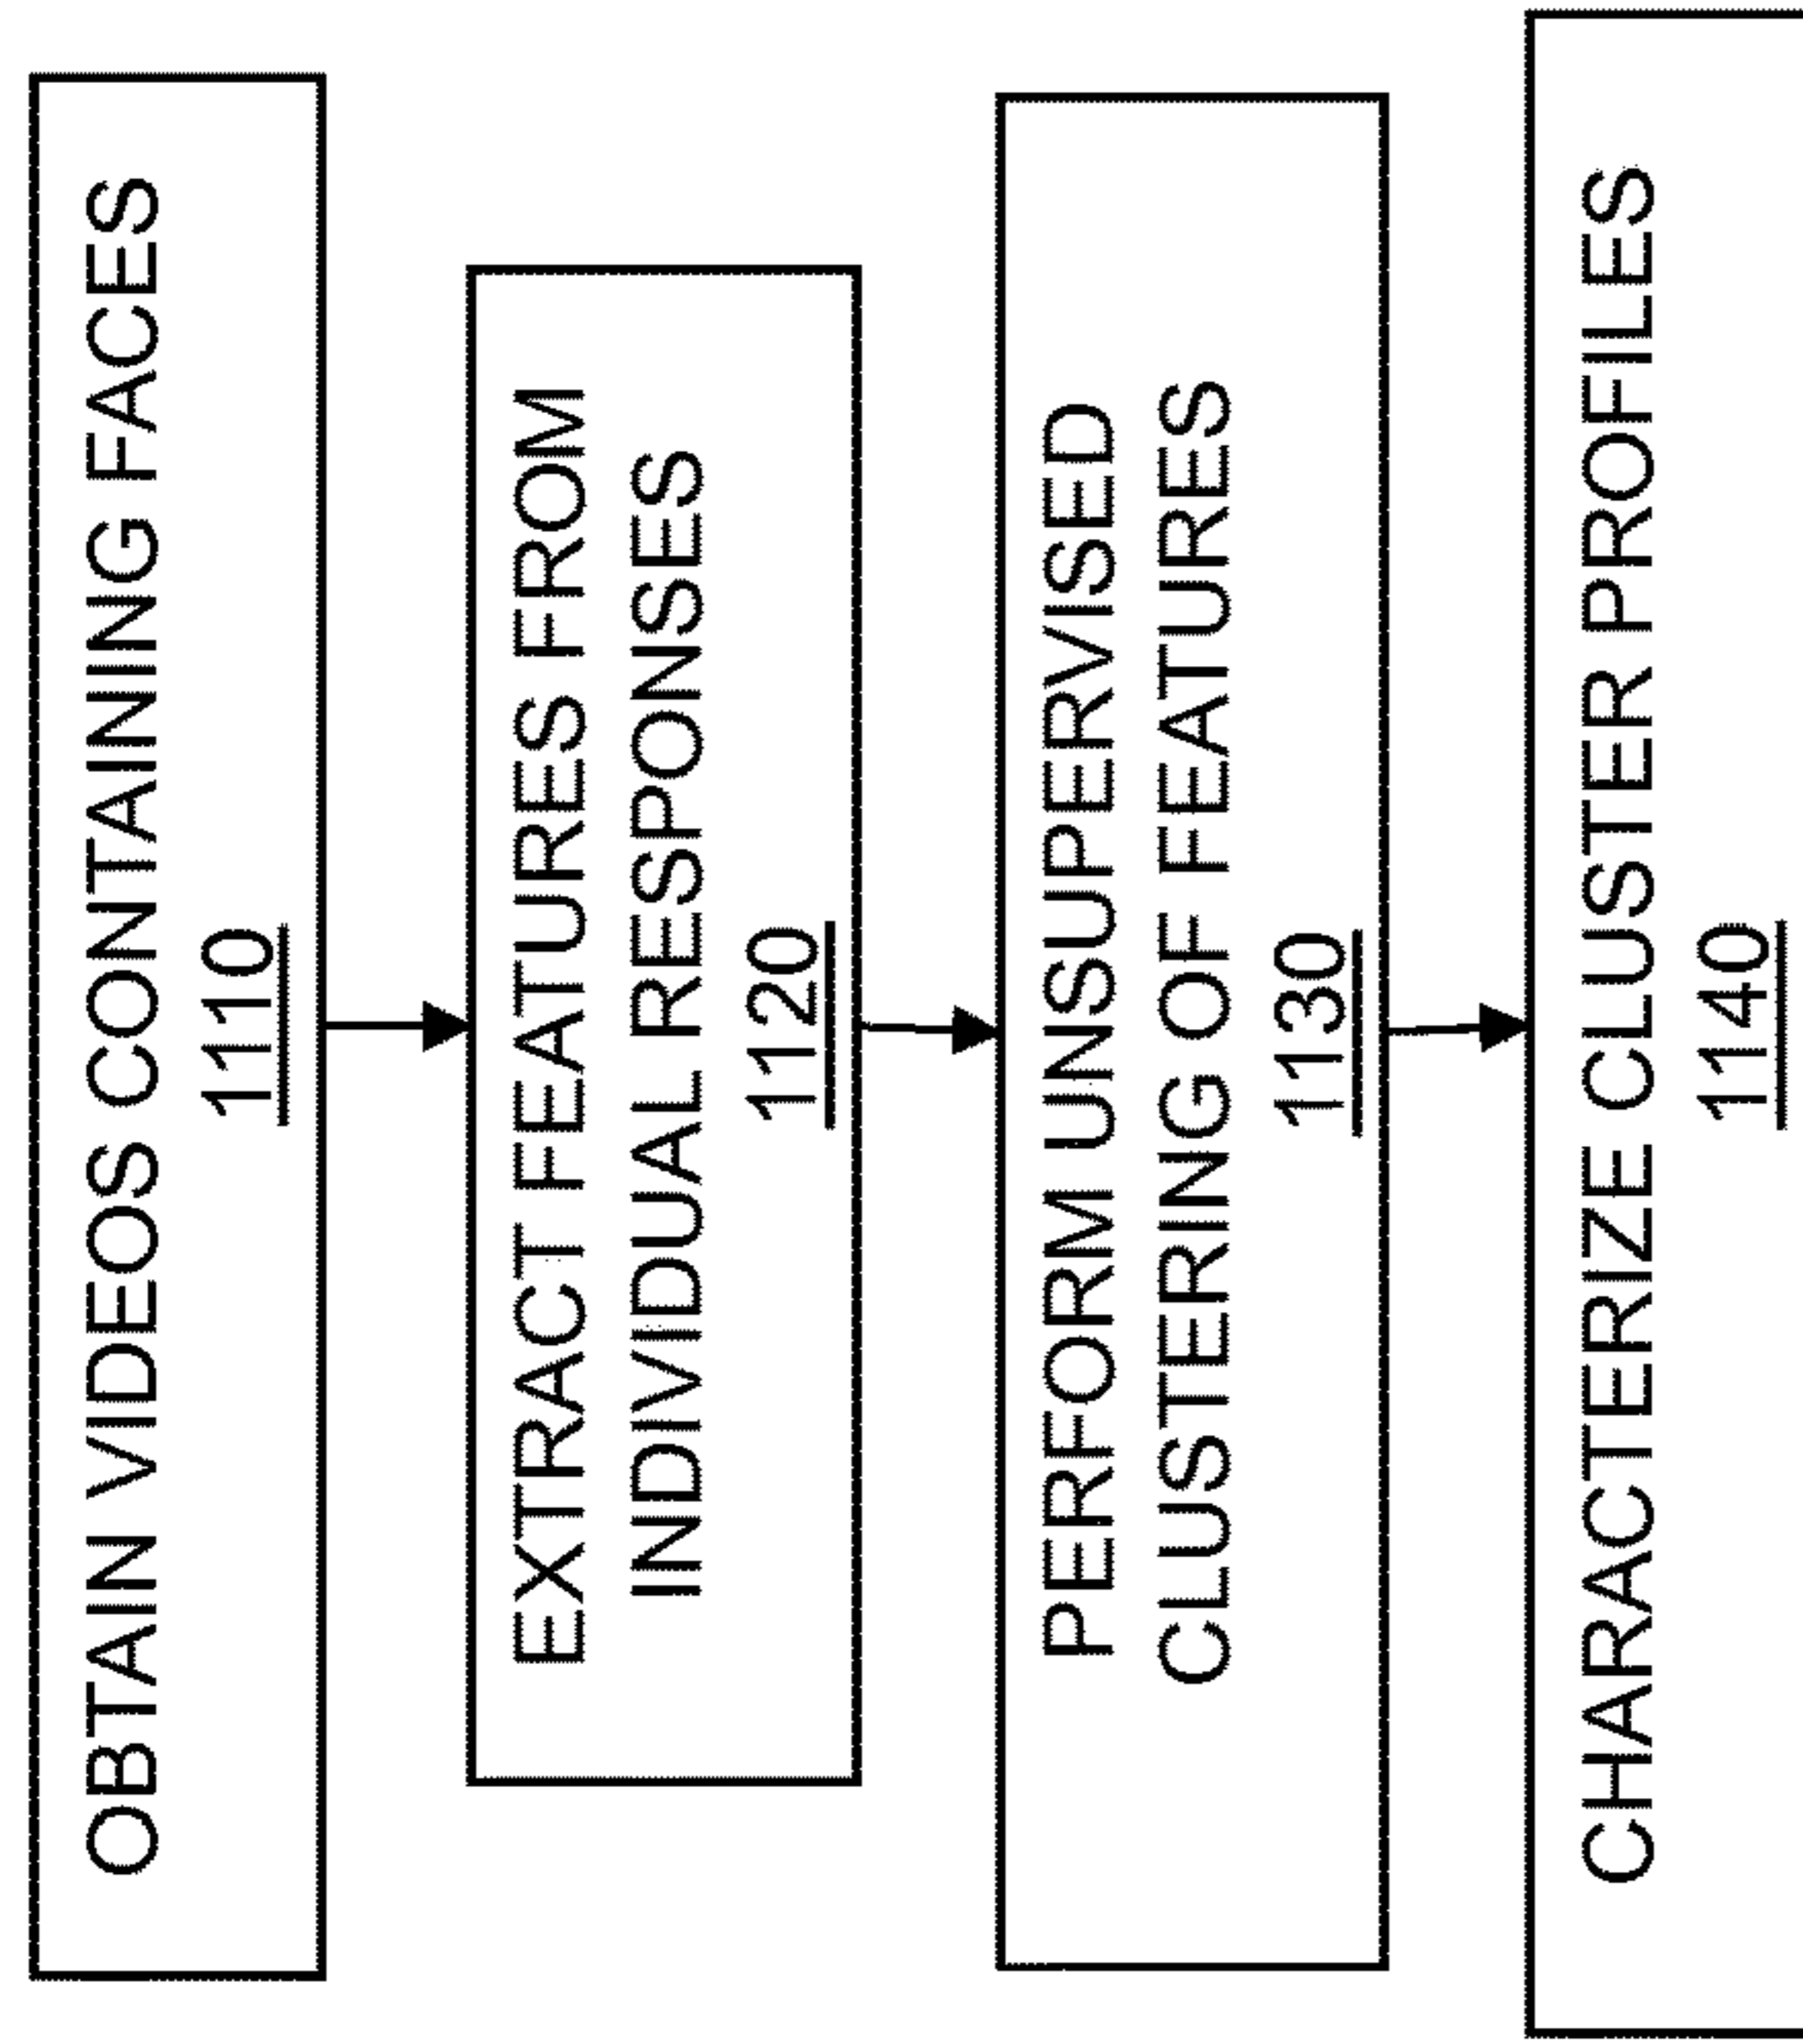 OBTAIN VIDEOS CONTAINING FACES
1110
EXTRACT FEATURES FROM
INDIVIDUAL RESPONSES
1120
PERFORM UNSUPERVISED
CLUSTERING OF FEATURES
1130
CHARACTERIZE CLUSTER PROFILES
1140